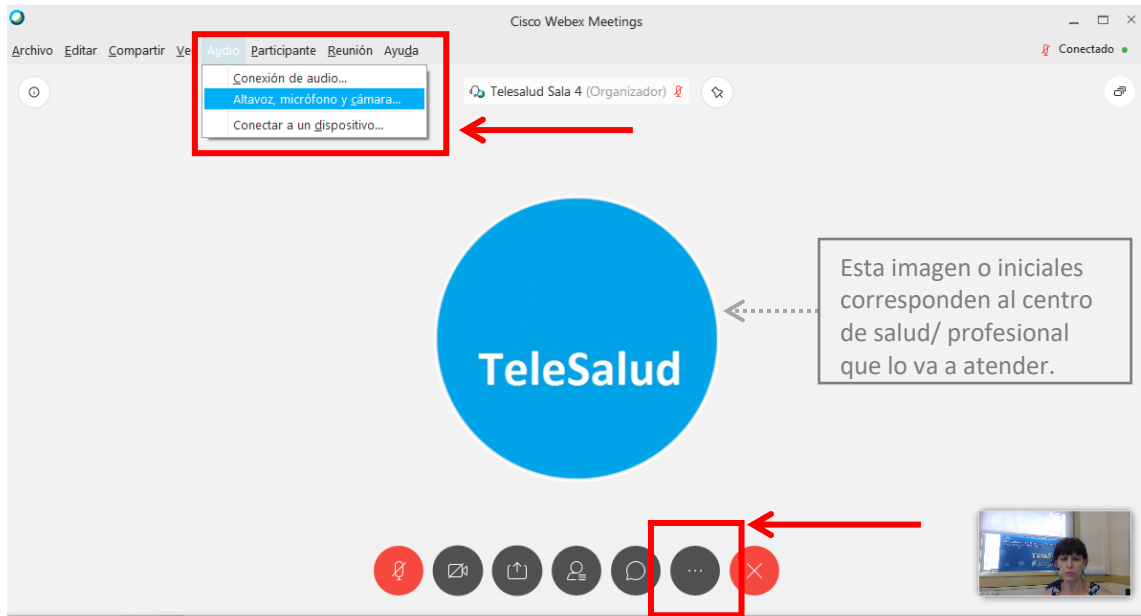 Cisco Webex Meetings
Archivo Editar Compartir Ve Audio Participante Reunión Ayuda
Conectado
Conexión de audio...
Altavoz, micrófono y cámara...
Conectar a un dispositivo...
Telesalud Sala 4 (Organizador)
Esta imagen o iniciales
corresponden al centro
de salud/ profesional
que lo va a atender.
TeleSalud